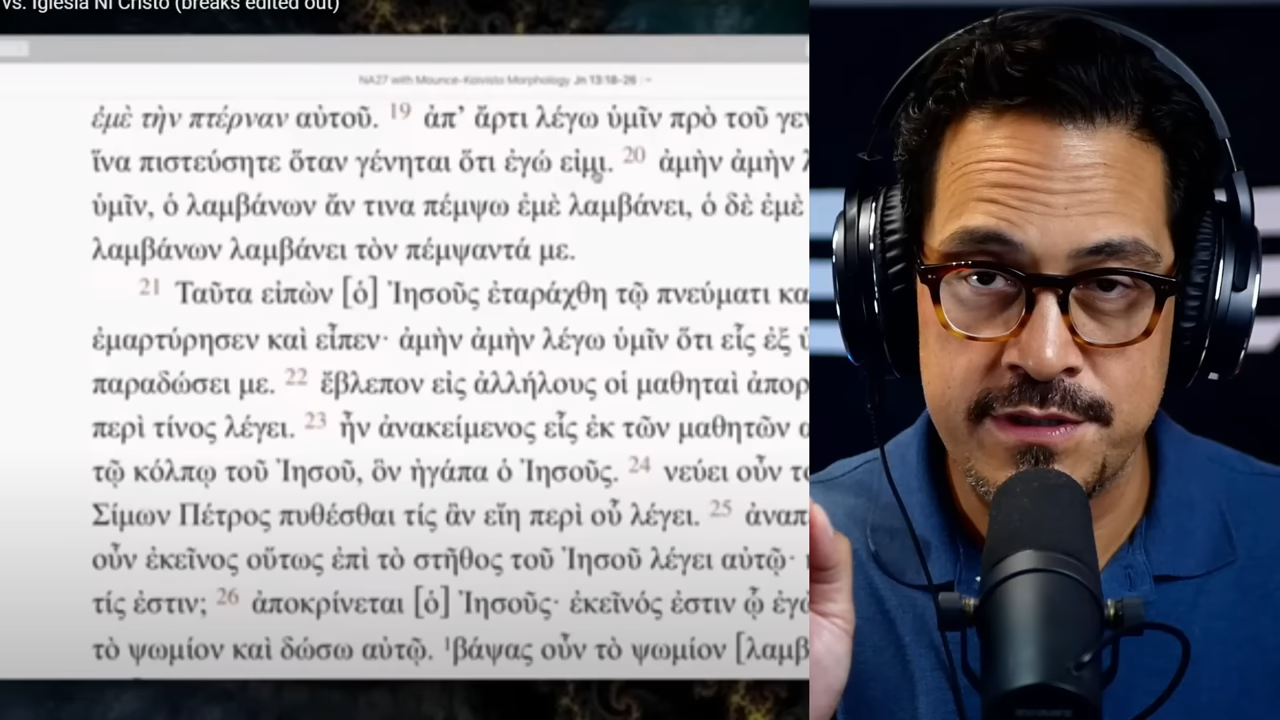 vs. Iglesia Ni Cristo (breaks edited out)
NA27 with Mounce-Koivisto Morphology Jn 13:18-26
ἐμὲ τὴν πτέρναν αὐτοῦ. 19 ἀπ’ ἄρτι λέγω ὑμῖν πρὸ τοῦ γεν
ἵνα πιστεύσητε ὅταν γένηται ὅτι ἐγώ εἰμι. 20 ἀμὴν ἀμὴν λ
ὑμῖν, ὁ λαμβάνων ἄν τινα πέμψω ἐμὲ λαμβάνει, ὁ δὲ ἐμὲ
λαμβάνων λαμβάνει τὸν πέμψαντά με.
21 Ταῦτα εἰπὼν [ὁ] Ἰησοῦς ἐταράχθη τῷ πνεύματι κα
ἐμαρτύρησεν καὶ εἶπεν· ἀμὴν ἀμὴν λέγω ὑμῖν ὅτι εἷς ἐξ ὑ
παραδώσει με. 22 ἔβλεπον εἰς ἀλλήλους οἱ μαθηταὶ ἀπορ
περὶ τίνος λέγει. 23 ἦν ἀνακείμενος εἷς ἐκ τῶν μαθητῶν α
τῷ κόλπῳ τοῦ Ἰησοῦ, ὃν ἠγάπα ὁ Ἰησοῦς. 24 νεύει οὖν το
Σίμων Πέτρος πυθέσθαι τίς ἂν εἴη περὶ οὗ λέγει. 25 ἀναπ
οὖν ἐκεῖνος οὕτως ἐπὶ τὸ στῆθος τοῦ Ἰησοῦ λέγει αὐτῷ·
τίς ἐστιν; 26 ἀποκρίνεται [ὁ] Ἰησοῦς· ἐκεῖνός ἐστιν ᾧ ἐγὼ
τὸ ψωμίον καὶ δώσω αὐτῷ. ˡβάψας οὖν τὸ ψωμίον [λαμβ